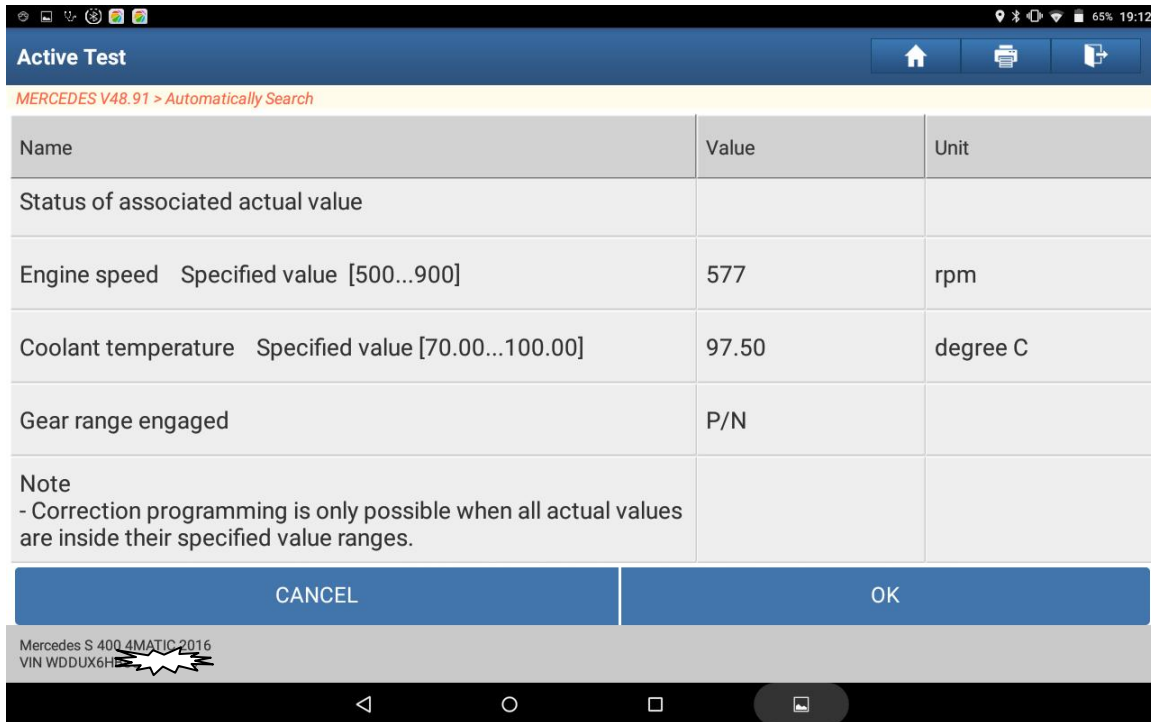 65% 19:12
Active Test
MERCEDES V48.91 > Automatically Search
Name Value Unit
Status of associated actual value
Engine speed Specified value [500...900] 577 rpm
Coolant temperature Specified value [70.00...100.00] 97.50 degree C
Gear range engaged P/N
Note
- Correction programming is only possible when all actual values
are inside their specified value ranges.
CANCEL OK
Mercedes S 400 4MATIC 2016
VIN WDDUX6H